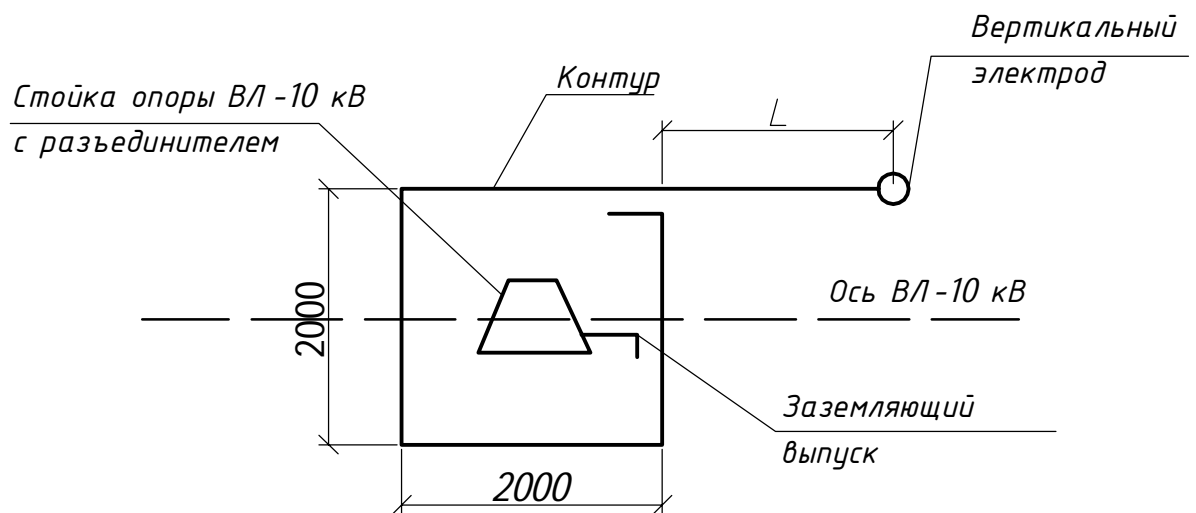 Вертикальный
электрод
Контур
Стойка опоры ВЛ-10 кВ
с разъединителем
L
Ось ВЛ-10 кВ
2000
Заземляющий
выпуск
2000